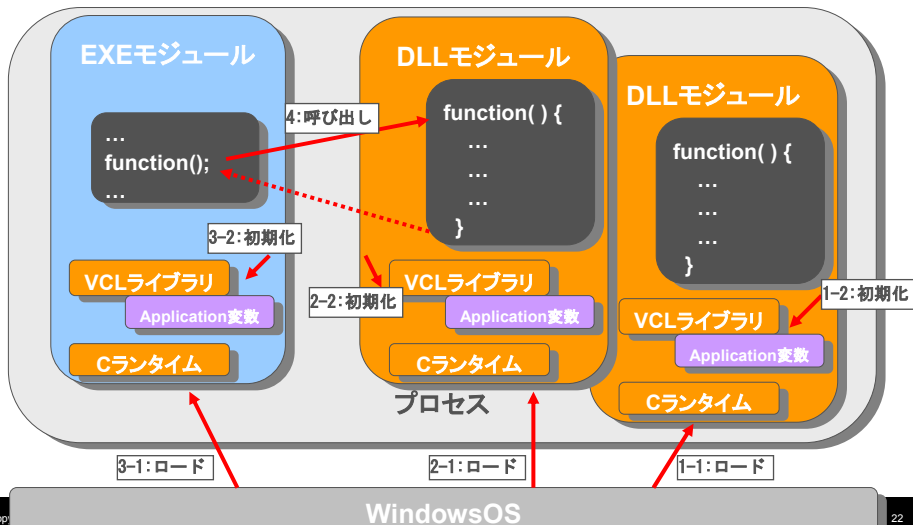 EXEモジュール
…
function();
…
3-2:初期化
VCLライブラリ
Application変数
Cランタイム
4:呼び出し
DLLモジュール
function( ) {
…
…
…
}
2-2:初期化
VCLライブラリ
Application変数
Cランタイム
DLLモジュール
function( ) {
…
…
…
}
1-2:初期化
VCLライブラリ
Application変数
Cランタイム
プロセス
3-1:ロード
2-1:ロード
1-1:ロード
WindowsOS
22